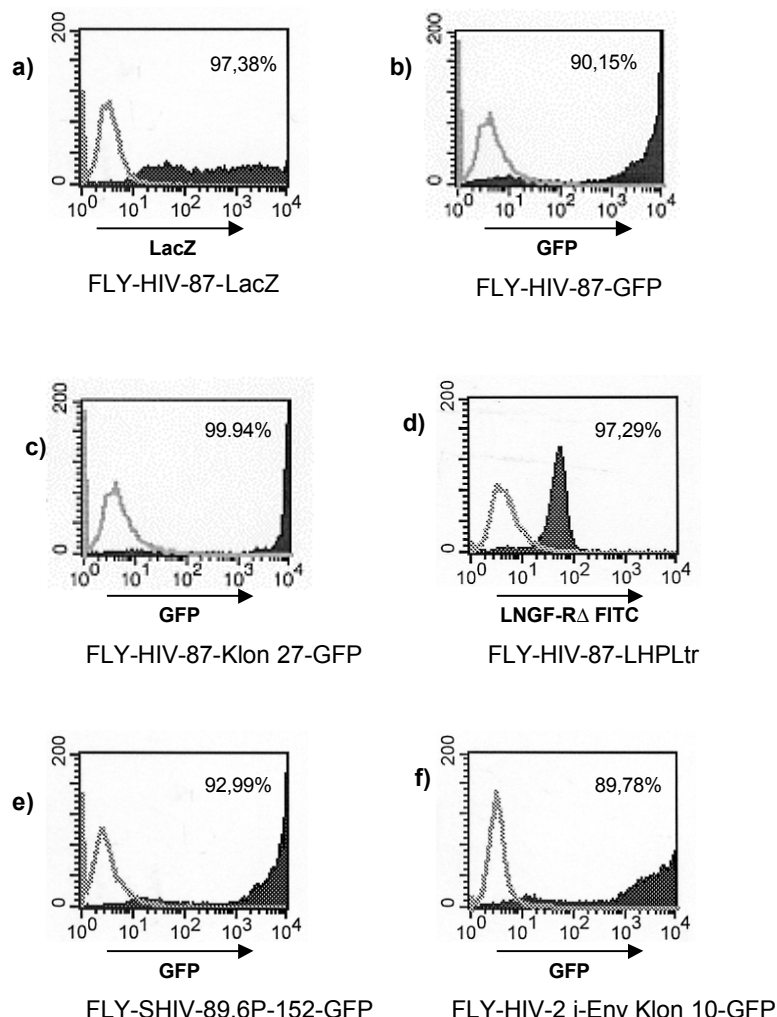 a)
200
97,38%
0
10^0 10^1 10^2 10^3 10^4
LacZ
FLY-HIV-87-LacZ
b)
200
90,15%
0
10^0 10^1 10^2 10^3 10^4
GFP
FLY-HIV-87-GFP
c)
200
99.94%
0
10^0 10^1 10^2 10^3 10^4
GFP
FLY-HIV-87-Klon 27-GFP
d)
200
97,29%
0
10^0 10^1 10^2 10^3 10^4
LNGF-RΔ FITC
FLY-HIV-87-LHPLtr
e)
200
92,99%
0
10^0 10^1 10^2 10^3 10^4
GFP
FLY-SHIV-89.6P-152-GFP
f)
200
89,78%
0
10^0 10^1 10^2 10^3 10^4
GFP
FLY-HIV-2 i-Env Klon 10-GFP